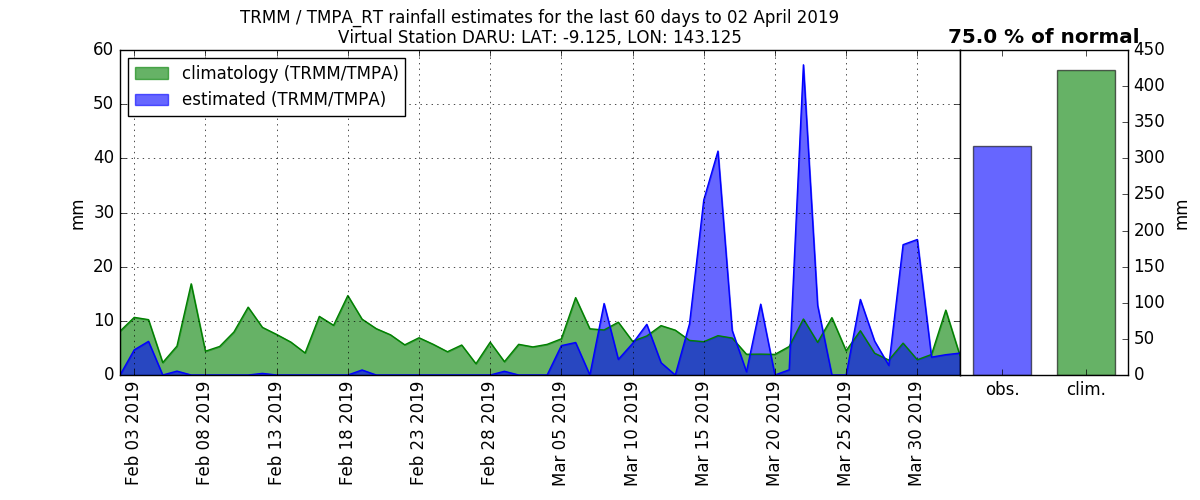 TRMM / TMPA_RT rainfall estimates for the last 60 days to 02 April 2019
Virtual Station DARU: LAT: -9.125, LON: 143.125
75.0 % of normal
climatology (TRMM/TMPA)
estimated (TRMM/TMPA)
60
50
40
30
20
10
0
mm
450
400
350
300
250
200
150
100
50
0
mm
Feb 03 2019
Feb 08 2019
Feb 13 2019
Feb 18 2019
Feb 23 2019
Feb 28 2019
Mar 05 2019
Mar 10 2019
Mar 15 2019
Mar 20 2019
Mar 25 2019
Mar 30 2019
obs.
clim.